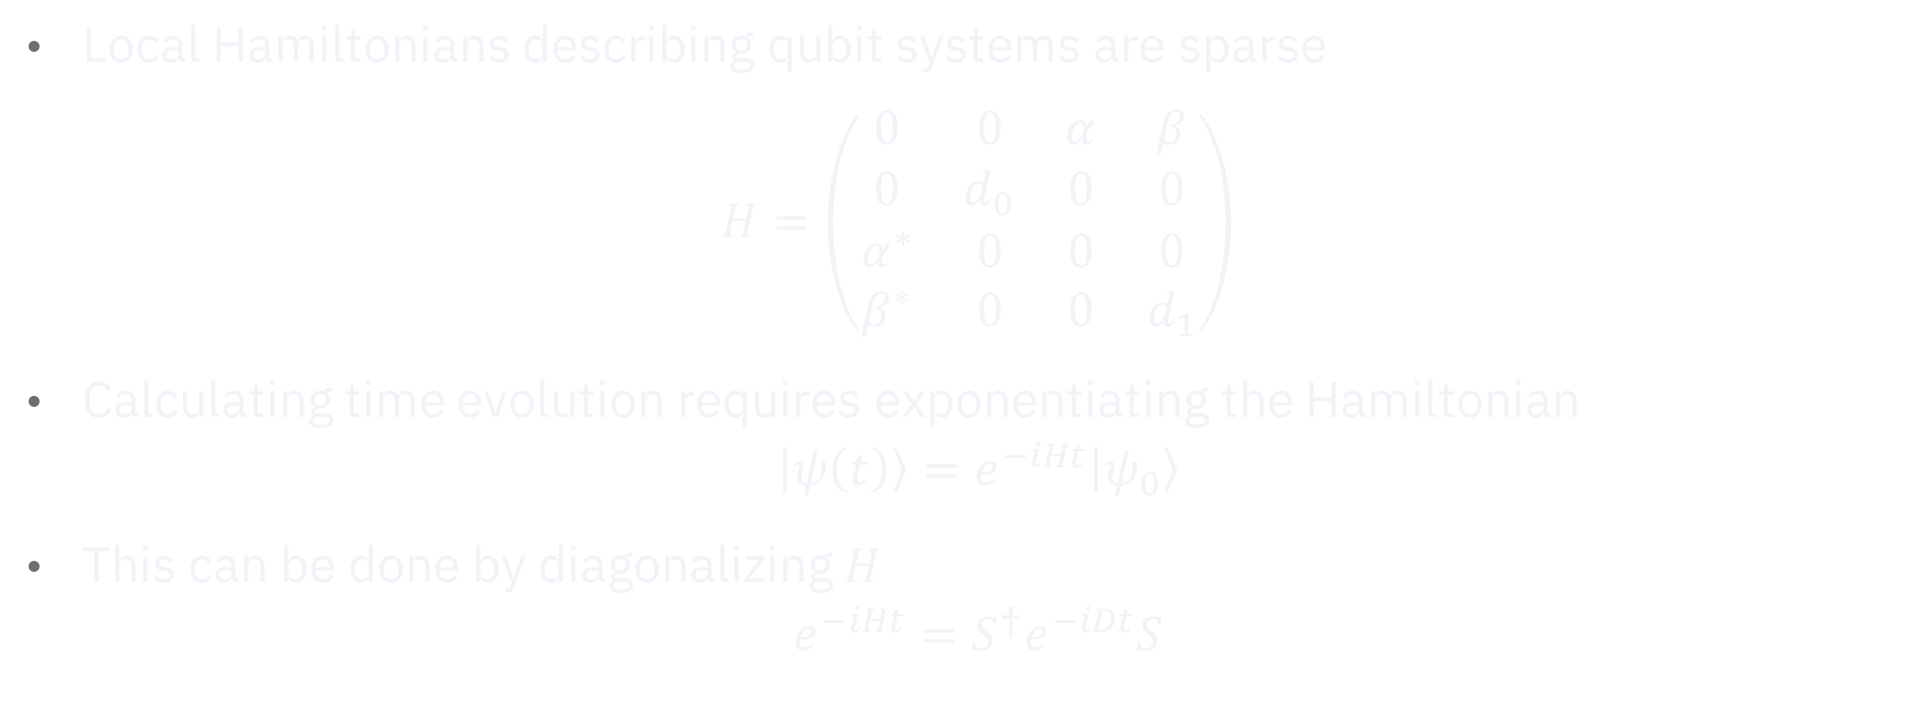 • Local Hamiltonians describing qubit systems are sparse
0 0 α β
0 d₀ 0 0
H =
α* 0 0 0
β* 0 0 d₁
• Calculating time evolution requires exponentiating the Hamiltonian
|ψ(t)⟩ = e^{−iHt}|ψ₀⟩
• This can be done by diagonalizing H
e^{−iHt} = S†e^{−iDt}S